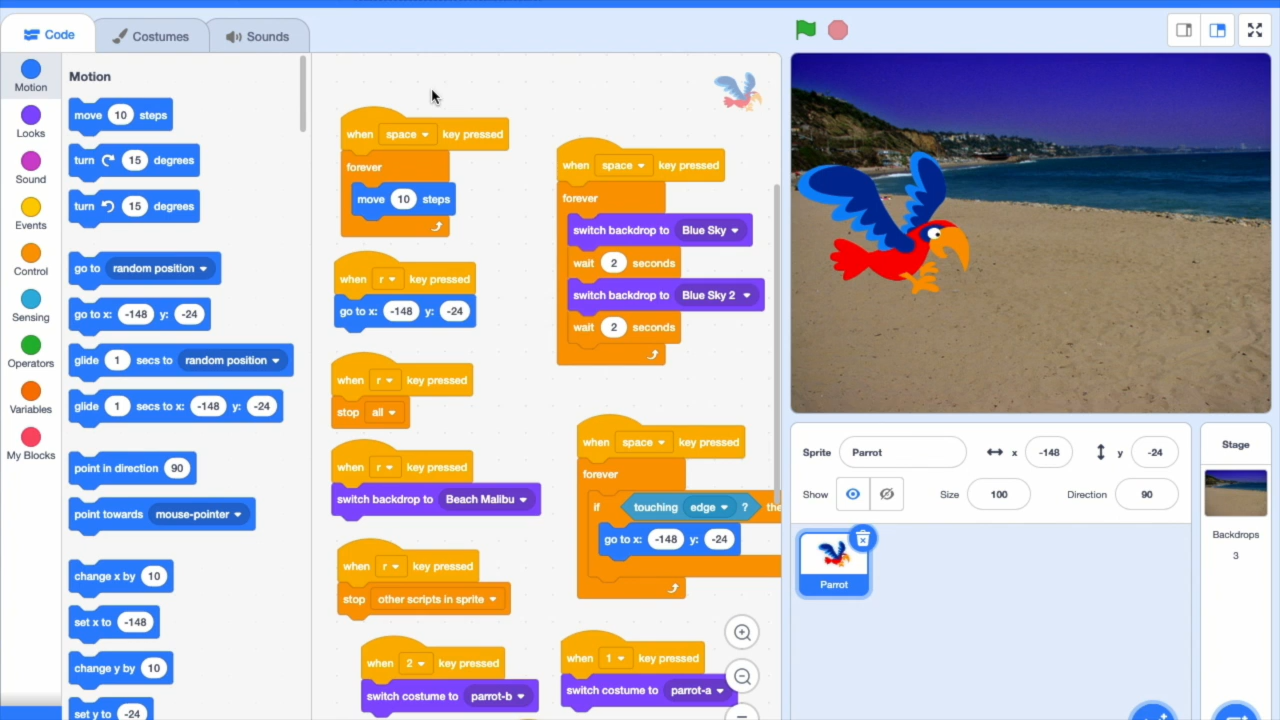 Code
Costumes
Sounds
Motion
Looks
Sound
Events
Control
Sensing
Operators
Variables
My Blocks
Motion
move 10 steps
turn 15 degrees
turn 15 degrees
go to random position
go to x: -148 y: -24
glide 1 secs to random position
glide 1 secs to x: -148 y: -24
point in direction 90
point towards mouse-pointer
change x by 10
set x to -148
change y by 10
set y to -24
when space key pressed
forever
move 10 steps
when r key pressed
go to x: -148 y: -24
when r key pressed
stop all
when r key pressed
switch backdrop to Beach Malibu
when r key pressed
stop other scripts in sprite
when 2 key pressed
switch costume to parrot-b
when space key pressed
forever
switch backdrop to Blue Sky
wait 2 seconds
switch backdrop to Blue Sky 2
wait 2 seconds
when space key pressed
forever
if touching edge ? the
go to x: -148 y: -24
when 1 key pressed
switch costume to parrot-a
Sprite Parrot x -148 y -24
Show Size 100 Direction 90
Parrot
Stage
Backdrops
3